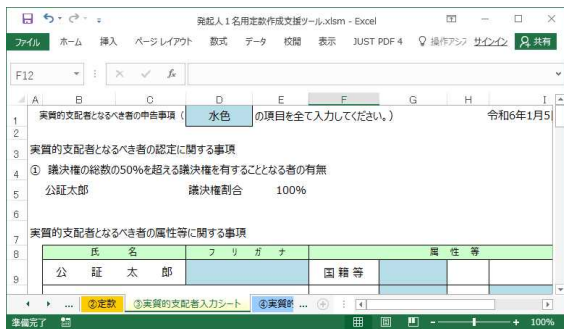 発起人1名用定款作成支援ツール.xlsm - Excel
ファイル ホーム 挿入 ページレイアウト 数式 データ 校閲 表示 JUST PDF 4 操作アシス サインイン 共有
F12 fx
A B C D E F G H I
1 実質的支配者となるべき者の申告事項( 水色 の項目を全て入力してください。) 令和6年1月5
2
3 実質的支配者となるべき者の認定に関する事項
4 ① 議決権の総数の50%を超える議決権を有することとなる者の有無
5 公証太郎 議決権割合 100%
6
7 実質的支配者となるべき者の属性等に関する事項
8 氏 名 フリガナ 属 性 等
9 公 証 太 郎 国籍等
... ②定款 ③実質的支配者入力シート ④実質的 ...
準備完了 100%